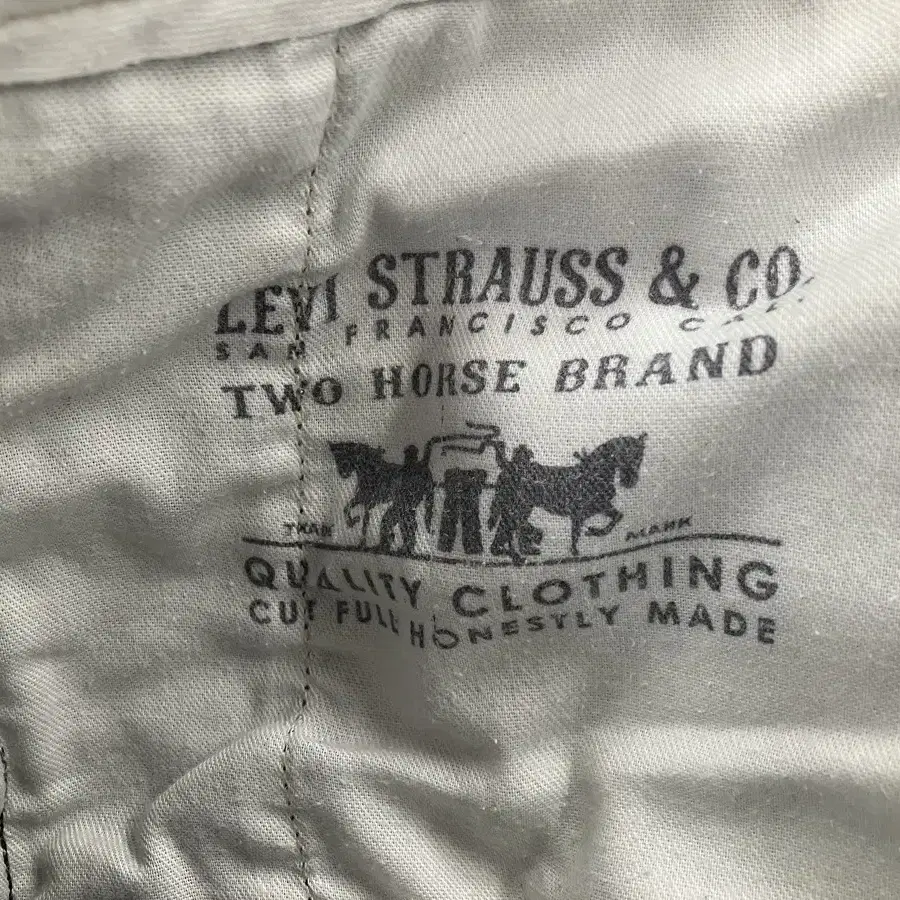 LEVI STRAUSS & CO.
SAN FRANCISCO CAL.
TWO HORSE BRAND
TRADE MARK
QUALITY CLOTHING
CUT FULL HONESTLY MADE